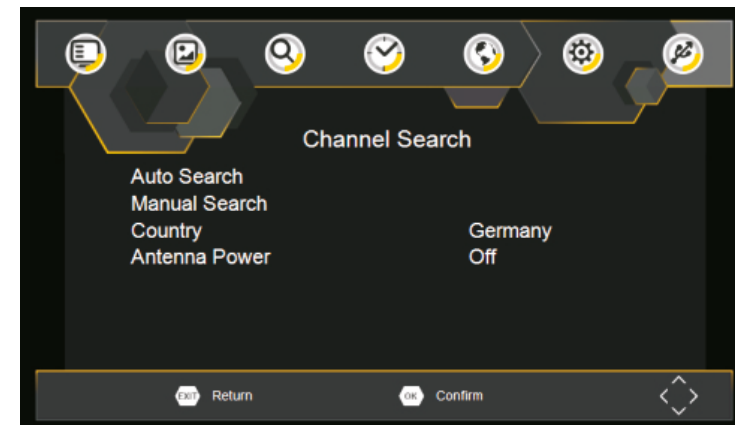 Channel Search
Auto Search
Manual Search
Country Germany
Antenna Power Off
EXIT Return OK Confirm